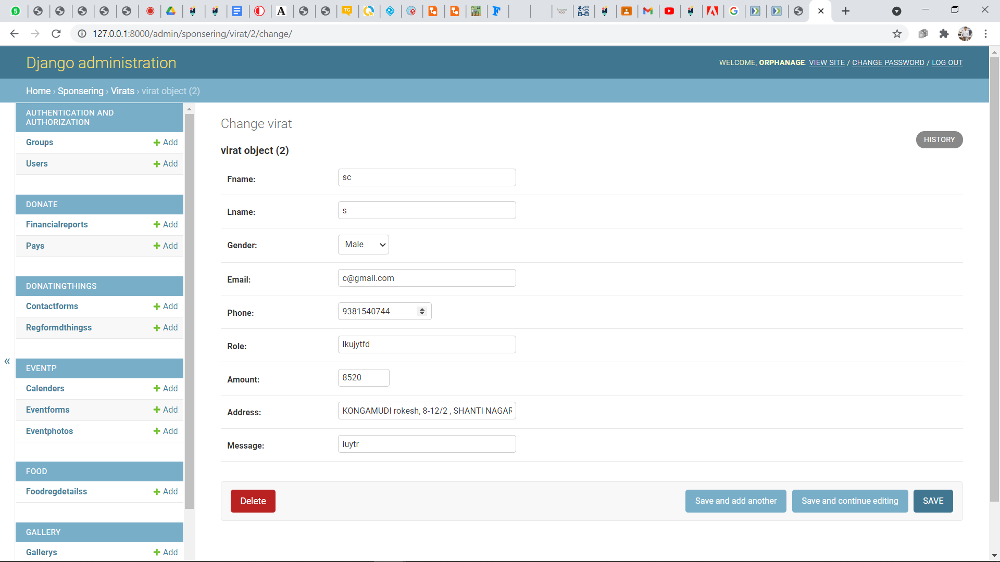 127.0.0.1:8000/admin/sponsering/virat/2/change/
Django administration
WELCOME, ORPHANAGE. VIEW SITE / CHANGE PASSWORD / LOG OUT
Home › Sponsering › Virats › virat object (2)
AUTHENTICATION AND
AUTHORIZATION
Groups + Add
Users + Add
DONATE
Financialreports + Add
Pays + Add
DONATINGTHINGS
Contactforms + Add
Regformdthingss + Add
«
EVENTP
Calenders + Add
Eventforms + Add
Eventphotos + Add
FOOD
Foodregdetailss + Add
GALLERY
Gallerys + Add
Change virat
HISTORY
virat object (2)
Fname: sc
Lname: s
Gender: Male
Email: c@gmail.com
Phone: 9381540744
Role: lkujytfd
Amount: 8520
Address: KONGAMUDI rokesh, 8-12/2 , SHANTI NAGAR
Message: iuytr
Delete
Save and add another
Save and continue editing
SAVE